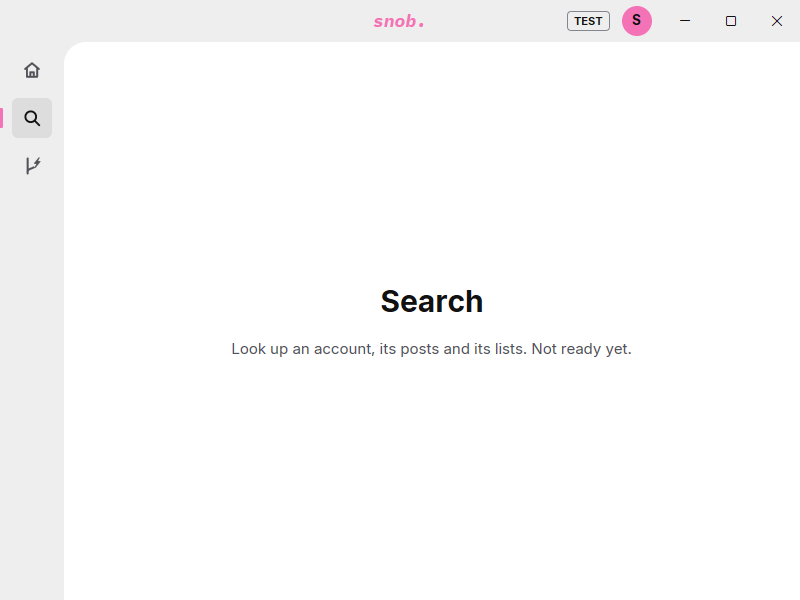 snob.
TEST
S
Search
Look up an account, its posts and its lists. Not ready yet.